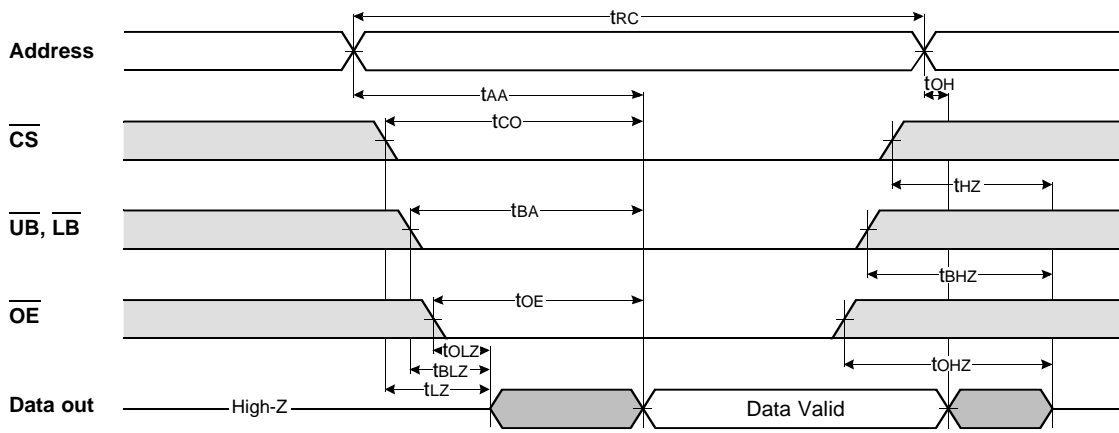 tRC
Address
tAA
tOH
CS
tCO
tHZ
UB, LB
tBA
tBHZ
OE
tOE
tOLZ
tBLZ
tOHZ
tLZ
Data out
High-Z
Data Valid